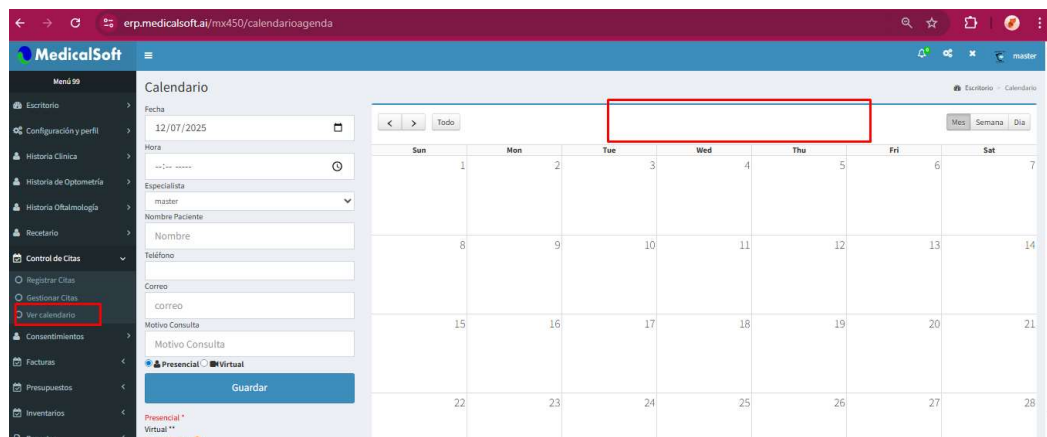 erp.medicalsoft.ai/mx450/calendarioagenda
MedicalSoft
master
Menú 99
Escritorio
Configuración y perfil
Historia Clinica
Historia de Optometría
Historia Oftalmología
Recetario
Control de Citas
Registrar Citas
Gestionar Citas
Ver calendario
Consentimientos
Facturas
Presupuestos
Inventarios
Calendario
Escritorio > Calendario
Fecha
12/07/2025
Hora
--:-- -----
Especialista
master
Nombre Paciente
Nombre
Teléfono
Correo
correo
Motivo Consulta
Motivo Consulta
Presencial Virtual
Guardar
Presencial *
Virtual **
< > Todo
Mes Semana Dia
Sun Mon Tue Wed Thu Fri Sat
1 2 3 4 5 6 7
8 9 10 11 12 13 14
15 16 17 18 19 20 21
22 23 24 25 26 27 28